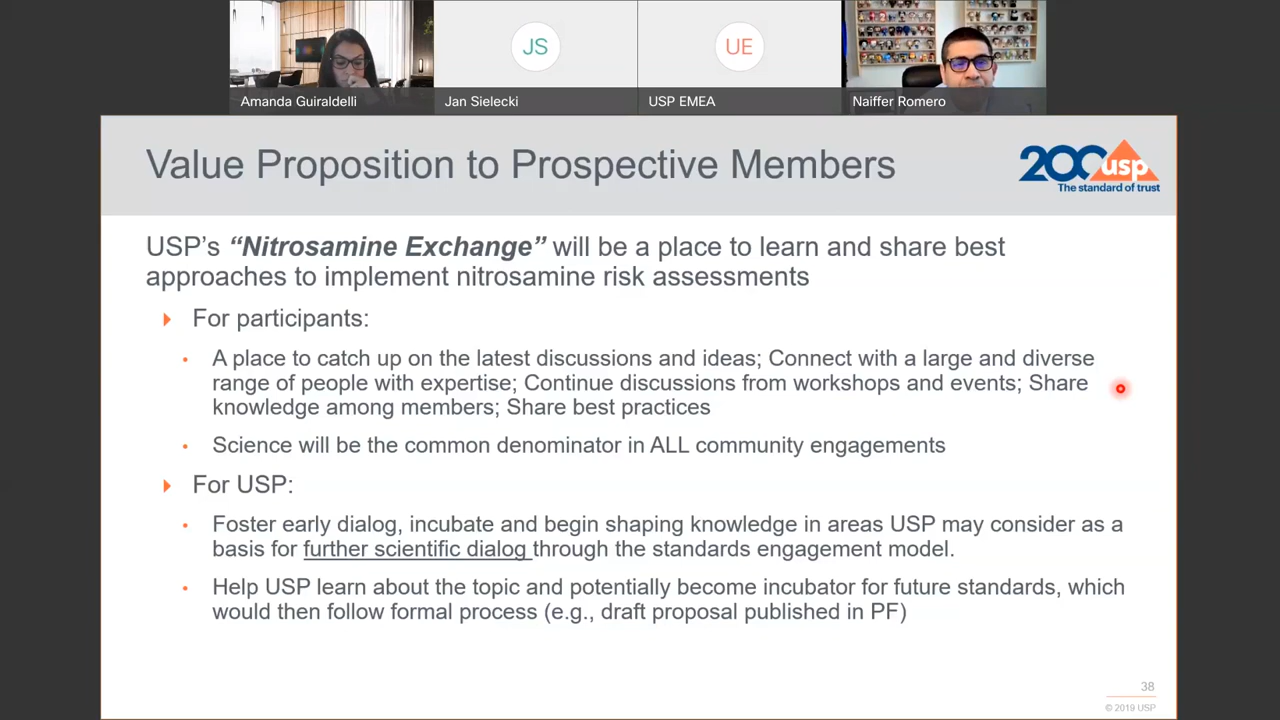 JS
UE
Amanda Guiraldelli
Jan Sielecki
USP EMEA
Naiffer Romero
Value Proposition to Prospective Members
200 usp
The standard of trust
USP’s “Nitrosamine Exchange” will be a place to learn and share best
approaches to implement nitrosamine risk assessments
For participants:
A place to catch up on the latest discussions and ideas; Connect with a large and diverse
range of people with expertise; Continue discussions from workshops and events; Share
knowledge among members; Share best practices
Science will be the common denominator in ALL community engagements
For USP:
Foster early dialog, incubate and begin shaping knowledge in areas USP may consider as a
basis for further scientific dialog through the standards engagement model.
Help USP learn about the topic and potentially become incubator for future standards, which
would then follow formal process (e.g., draft proposal published in PF)
38
© 2019 USP